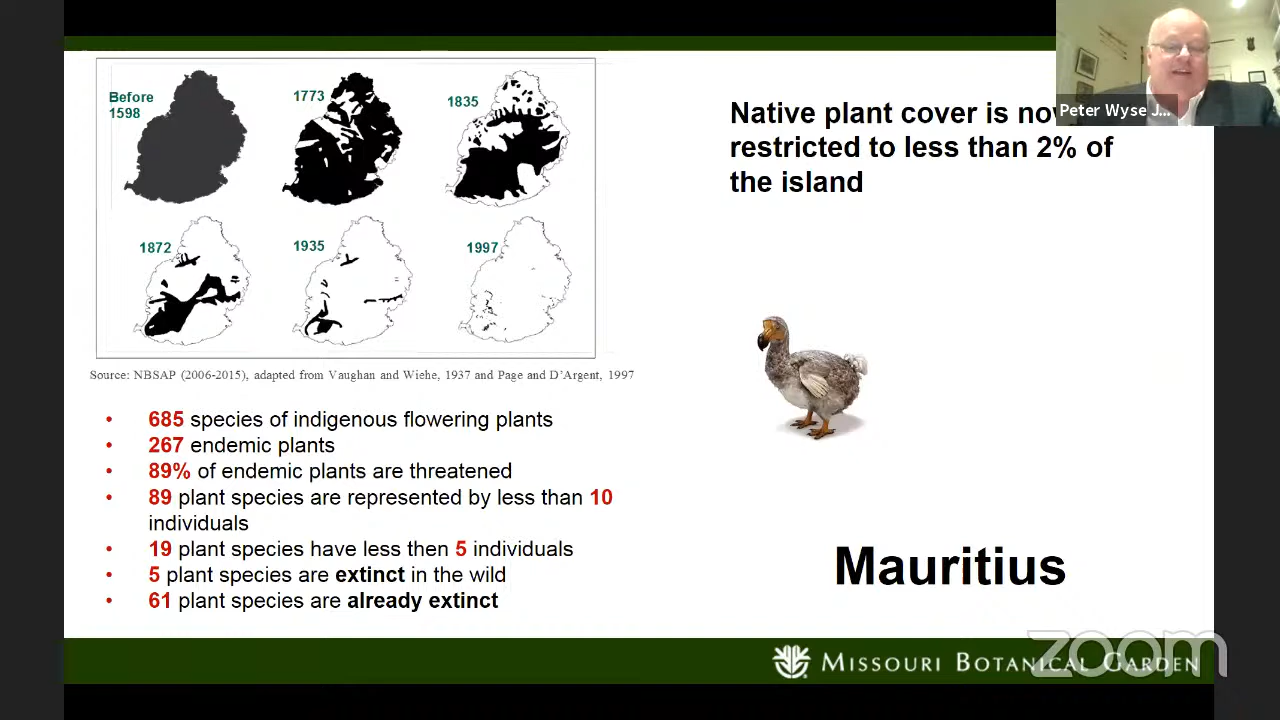 Before
1598
1773
1835
1872
1935
1997
Source: NBSAP (2006-2015), adapted from Vaughan and Wiehe, 1937 and Page and D'Argent, 1997
• 685 species of indigenous flowering plants
• 267 endemic plants
• 89% of endemic plants are threatened
• 89 plant species are represented by less than 10
individuals
• 19 plant species have less then 5 individuals
• 5 plant species are extinct in the wild
• 61 plant species are already extinct
Peter Wyse J...
Native plant cover is
restricted to less than 2% of
the island
Mauritius
MISSOURI BOTANICAL GARDEN
zoom